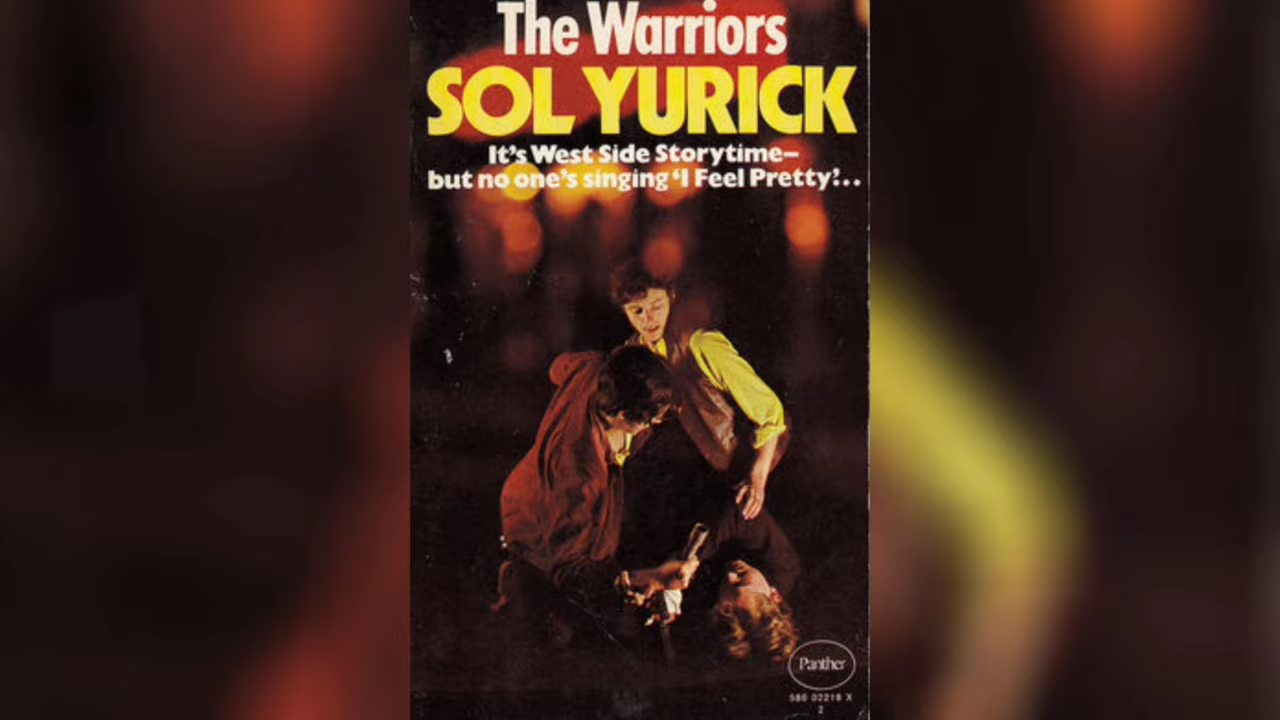 The Warriors
SOL YURICK
It's West Side Storytime–
but no one's singing 'I Feel Pretty'...
Panther
586 02218 X
2